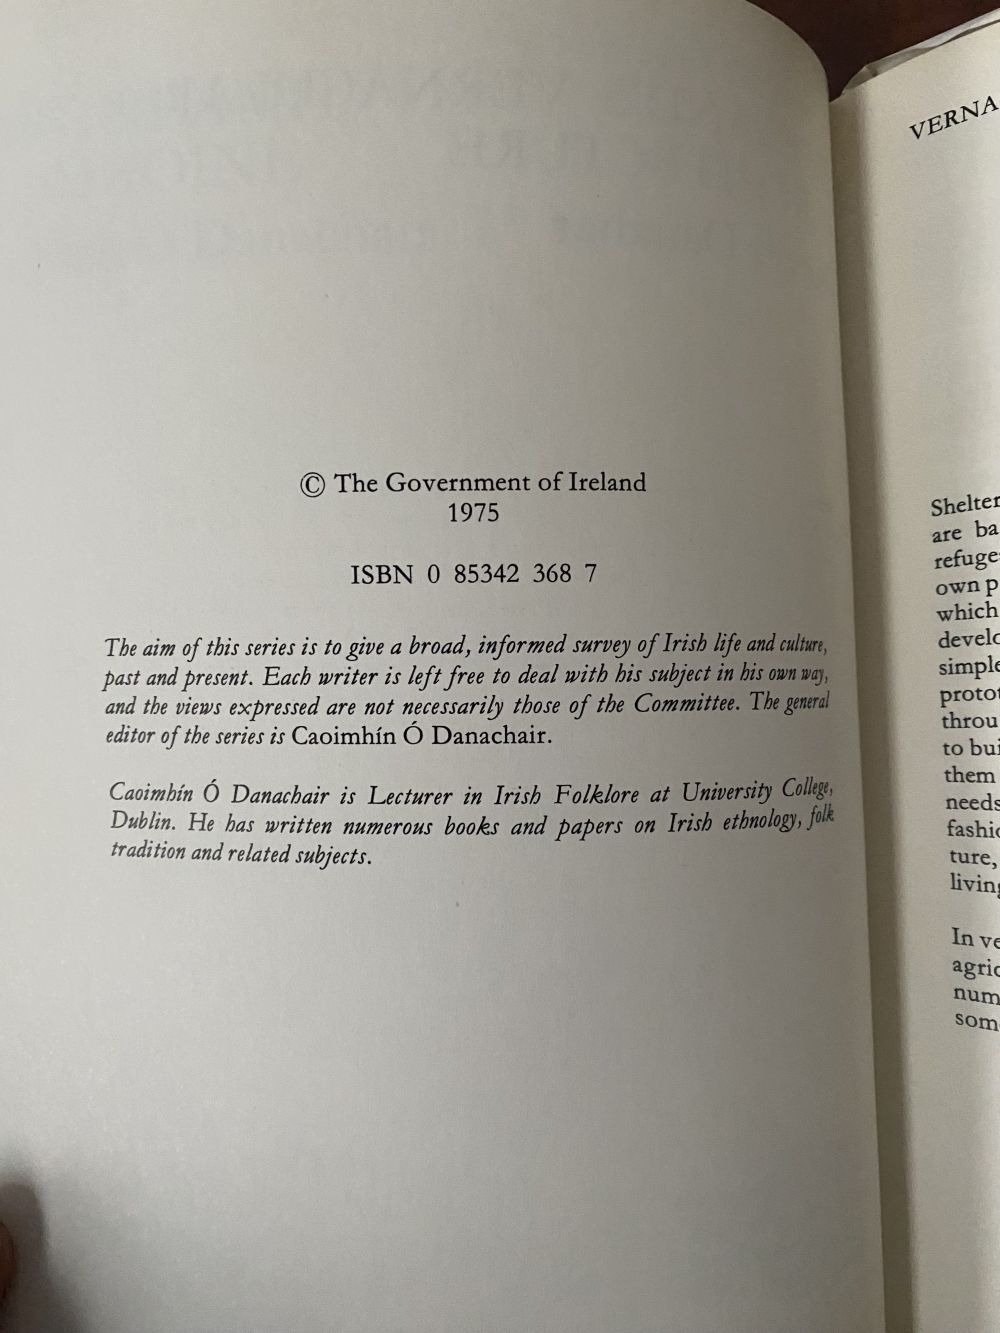 © The Government of Ireland
1975
ISBN 0 85342 368 7
The aim of this series is to give a broad, informed survey of Irish life and culture,
past and present. Each writer is left free to deal with his subject in his own way,
and the views expressed are not necessarily those of the Committee. The general
editor of the series is Caoimhín Ó Danachair.
Caoimhín Ó Danachair is Lecturer in Irish Folklore at University College,
Dublin. He has written numerous books and papers on Irish ethnology, folk
tradition and related subjects.
VERNA
Shelter
are ba
refuge
own p
which
develo
simple
protot
throu
to bui
them
needs
fashio
ture,
living
In ve
agric
num
som